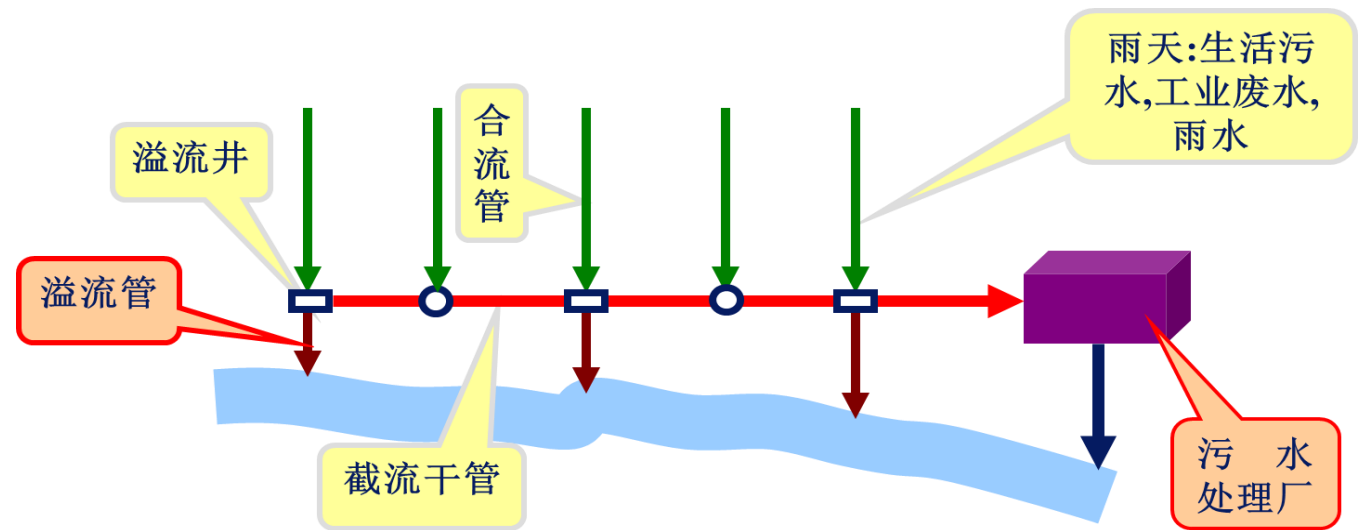 雨天:生活污
水,工业废水,
雨水
合
流
管
溢流井
溢流管
截流干管
污 水
处理厂